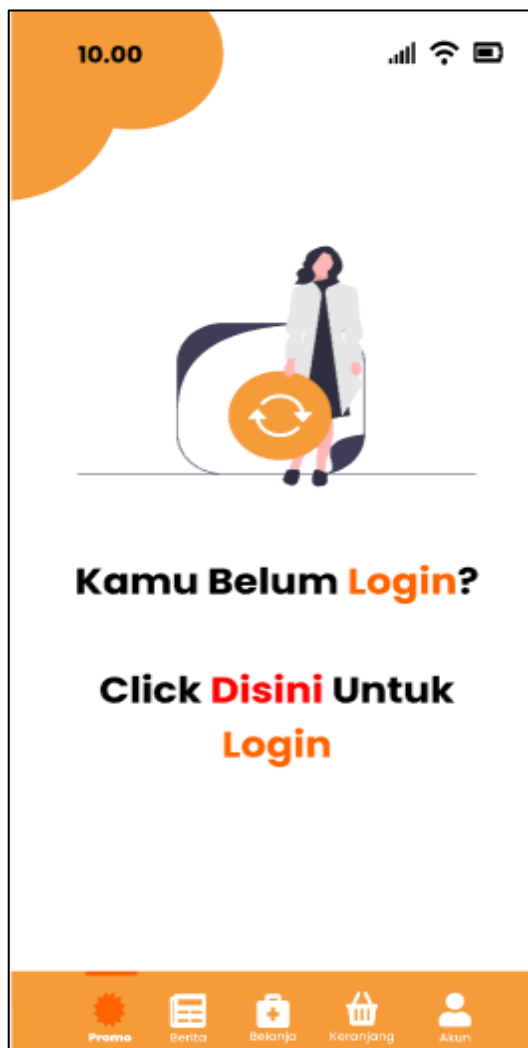 10.00
Kamu Belum Login?
Click Disini Untuk
Login
Promo
Berita
Belanja
Keranjang
Akun